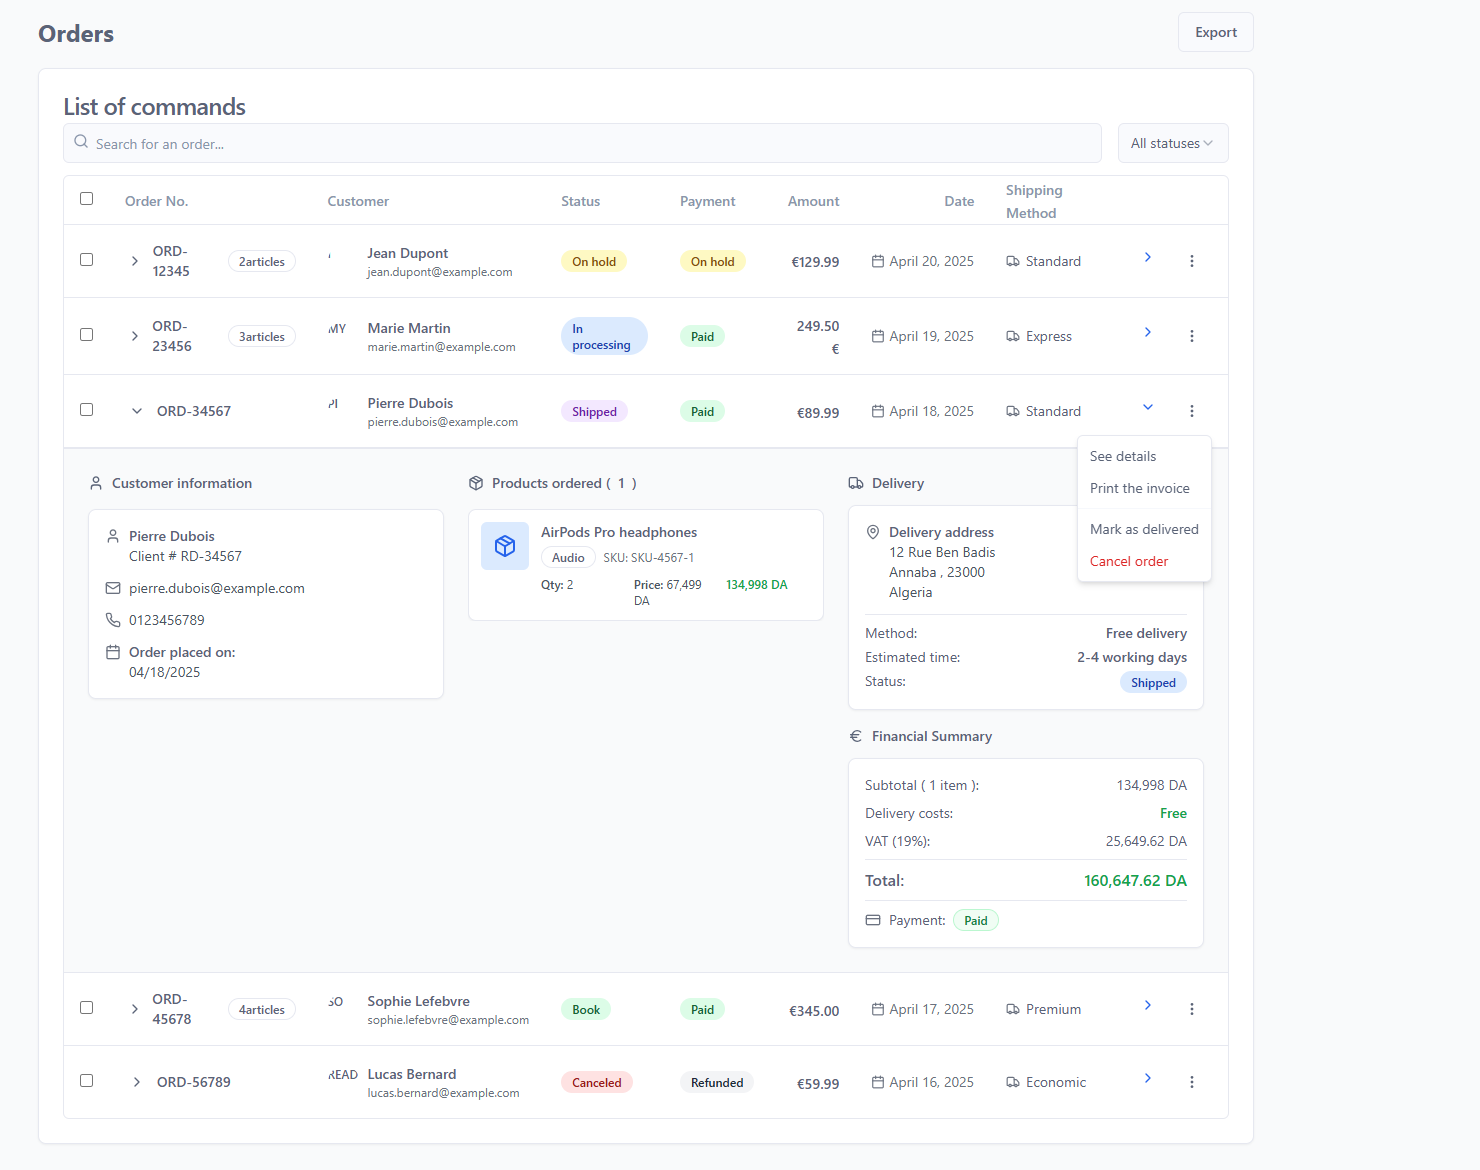 Orders
Export
List of commands
Search for an order...
All statuses
Order No.
Customer
Status
Payment
Amount
Date
Shipping
Method
ORD-
12345
2articles
Jean Dupont
jean.dupont@example.com
On hold
On hold
€129.99
April 20, 2025
Standard
ORD-
23456
3articles
MY
Marie Martin
marie.martin@example.com
In
processing
Paid
249.50
€
April 19, 2025
Express
ORD-34567
PI
Pierre Dubois
pierre.dubois@example.com
Shipped
Paid
€89.99
April 18, 2025
Standard
See details
Print the invoice
Mark as delivered
Cancel order
Customer information
Pierre Dubois
Client # RD-34567
pierre.dubois@example.com
0123456789
Order placed on:
04/18/2025
Products ordered ( 1 )
AirPods Pro headphones
Audio
SKU: SKU-4567-1
Qty: 2
Price: 67,499
DA
134,998 DA
Delivery
Delivery address
12 Rue Ben Badis
Annaba , 23000
Algeria
Method:
Free delivery
Estimated time:
2-4 working days
Status:
Shipped
€ Financial Summary
Subtotal ( 1 item ):
134,998 DA
Delivery costs:
Free
VAT (19%):
25,649.62 DA
Total:
160,647.62 DA
Payment:
Paid
ORD-
45678
4articles
SO
Sophie Lefebvre
sophie.lefebvre@example.com
Book
Paid
€345.00
April 17, 2025
Premium
ORD-56789
READ
Lucas Bernard
lucas.bernard@example.com
Canceled
Refunded
€59.99
April 16, 2025
Economic